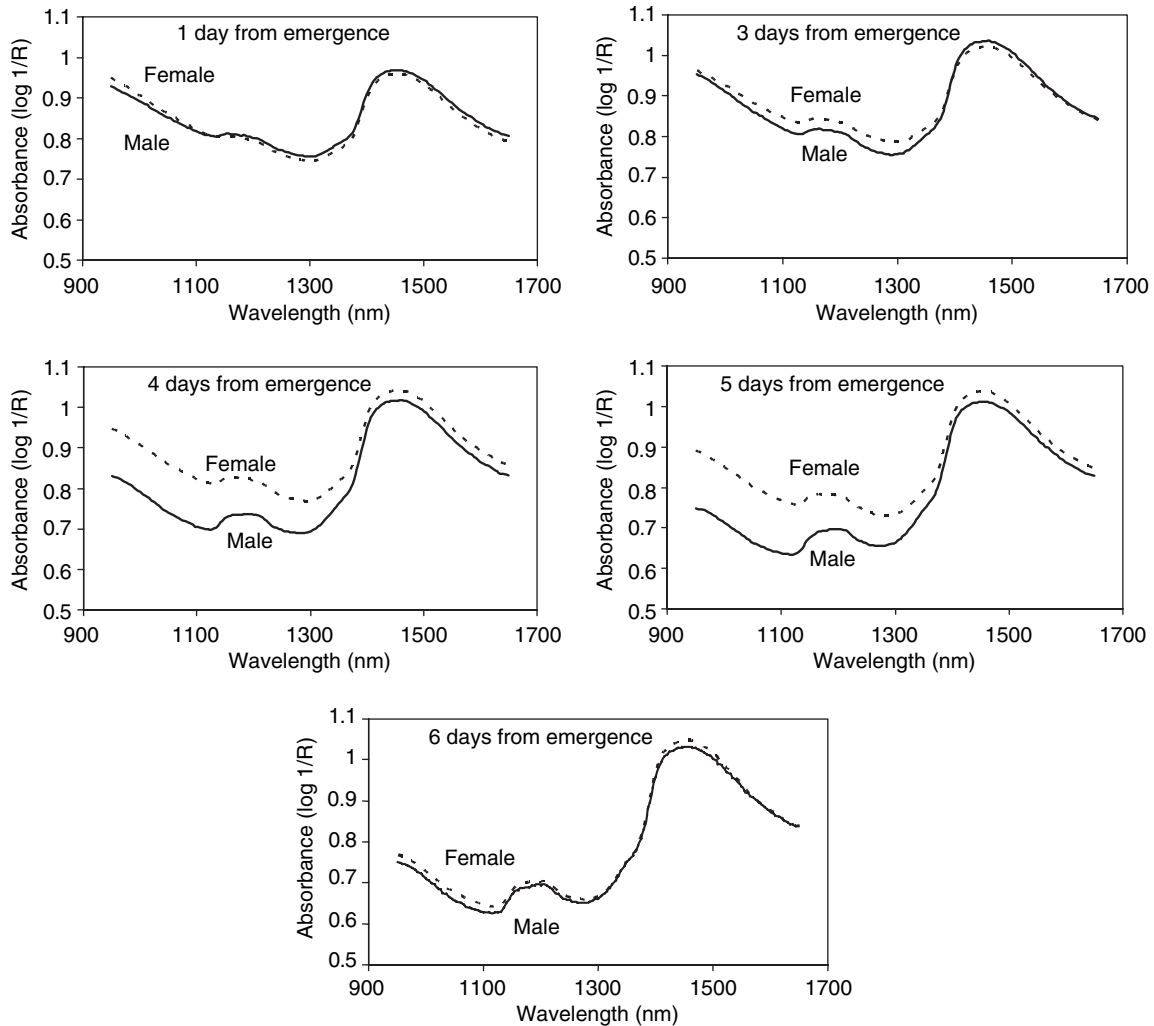 1 day from emergence
Absorbance (log 1/R)
1.1
1
0.9
0.8
0.7
0.6
0.5
Female
Male
900 1100 1300 1500 1700
Wavelength (nm)
3 days from emergence
Absorbance (log 1/R)
1.1
1
0.9
0.8
0.7
0.6
0.5
Female
Male
900 1100 1300 1500 1700
Wavelength (nm)
4 days from emergence
Absorbance (log 1/R)
1.1
1
0.9
0.8
0.7
0.6
0.5
Female
Male
900 1100 1300 1500 1700
Wavelength (nm)
5 days from emergence
Absorbance (log 1/R)
1.1
1
0.9
0.8
0.7
0.6
0.5
Female
Male
900 1100 1300 1500 1700
Wavelength (nm)
6 days from emergence
Absorbance (log 1/R)
1.1
1
0.9
0.8
0.7
0.6
0.5
Female
Male
900 1100 1300 1500 1700
Wavelength (nm)